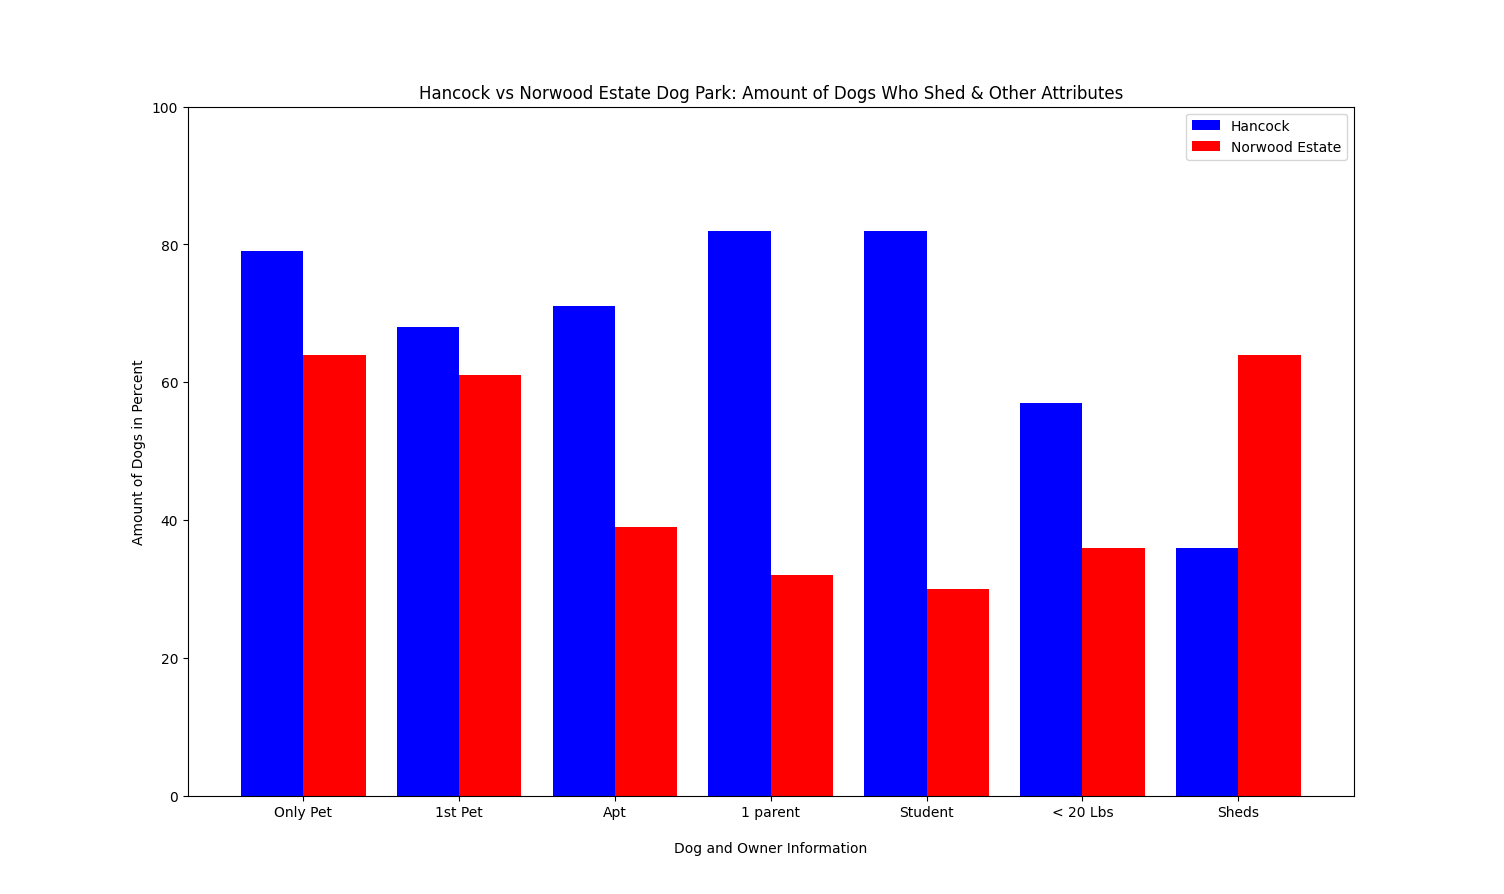 Hancock vs Norwood Estate Dog Park: Amount of Dogs Who Shed & Other Attributes
Hancock
Norwood Estate
100
80
60
40
20
0
Amount of Dogs in Percent
Only Pet
1st Pet
Apt
1 parent
Student
< 20 Lbs
Sheds
Dog and Owner Information